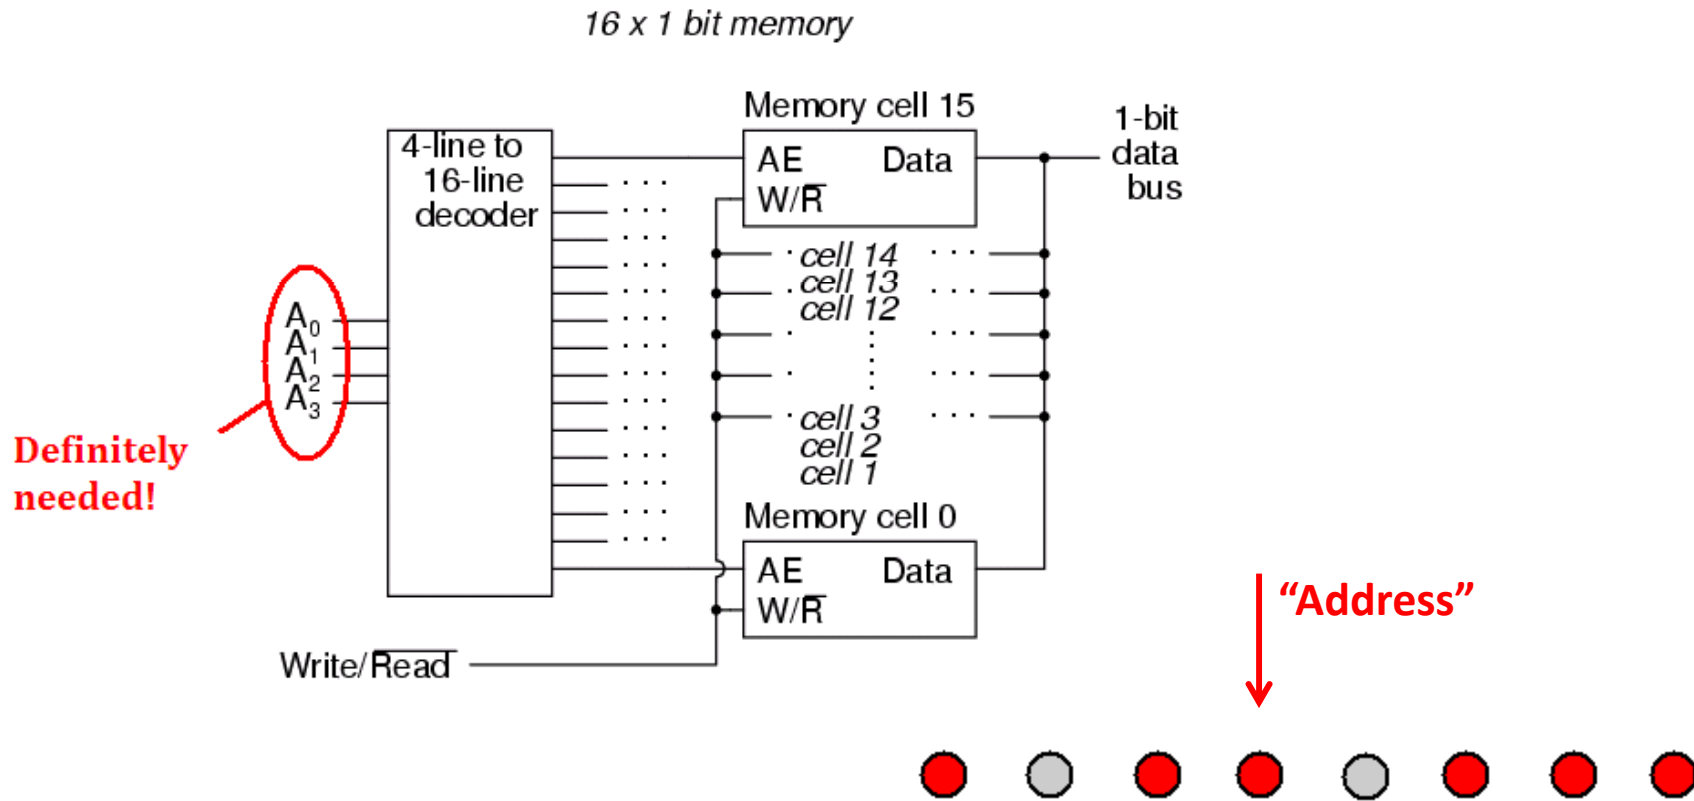 16 x 1 bit memory
Memory cell 15
1-bit
data
bus
4-line to
16-line
decoder
AE Data
W/R̅
cell 14
cell 13
cell 12
A₀
A₁
A₂
A₃
Definitely
needed!
cell 3
cell 2
cell 1
Memory cell 0
AE Data
W/R̅
“Address”
Write/R̅e̅a̅d̅